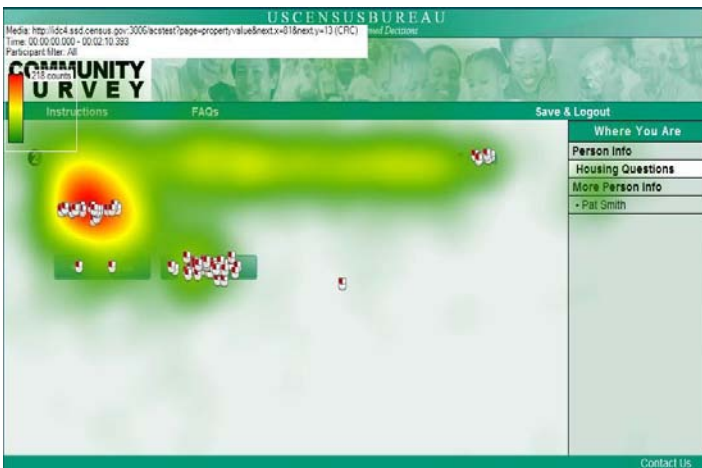 USCENSUSBUREAU
Media: http://idc4.ssd.census.gov:3006/acstest?page=propertyvalue&next.x=81&next.y=13 (CRC)
Time: 00:00:00.000 - 00:02:10.393
Participant filter: All
COMMUNITY
218 counts
URVEY
Instructions
FAQs
Save & Logout
Where You Are
Person Info
Housing Questions
More Person Info
• Pat Smith
Contact Us